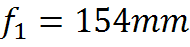 f₁ = 154mm